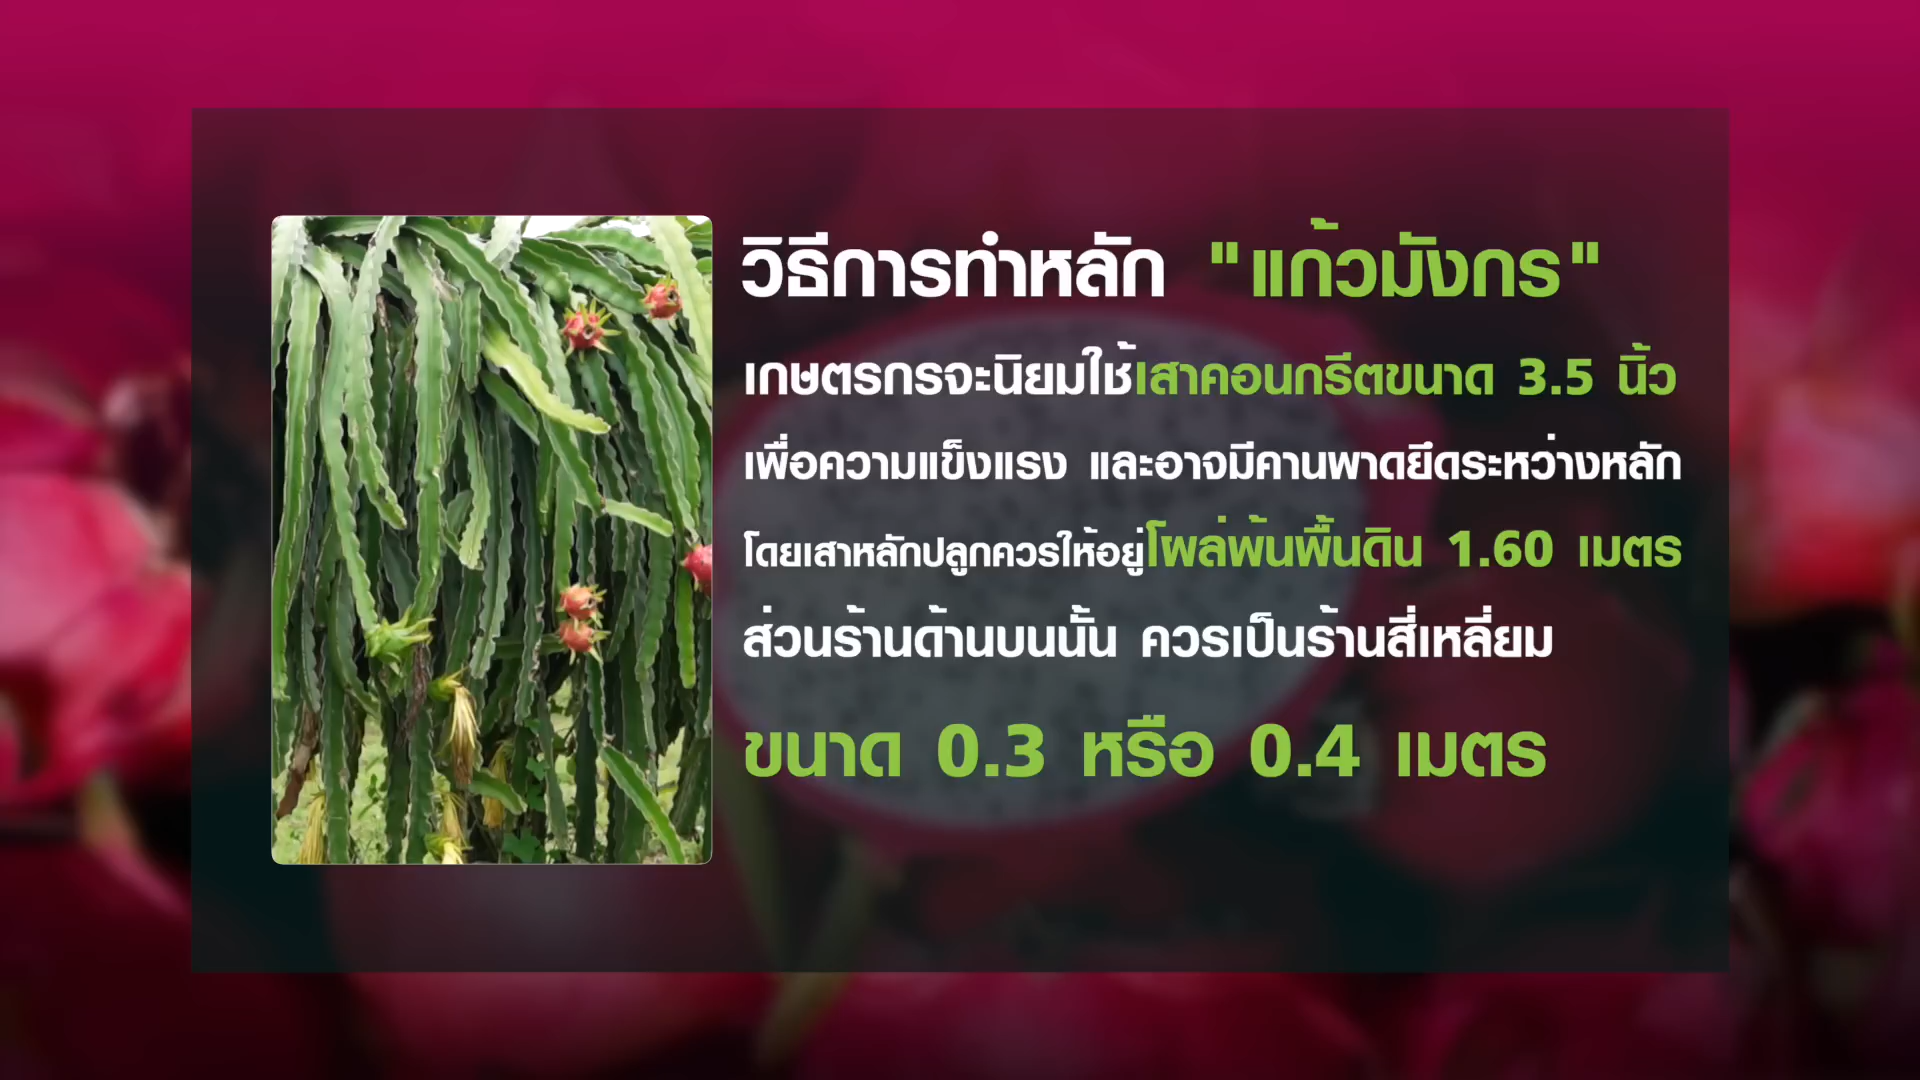 วิธีการทำหลัก "แก้วมังกร"
เกษตรกรจะนิยมใช้เสาคอนกรีตขนาด 3.5 นิ้ว
เพื่อความแข็งแรง และอาจมีคานพาดยึดระหว่างหลัก
โดยเสาหลักปลูกควรให้อยู่โผล่พ้นพื้นดิน 1.60 เมตร
ส่วนร้านด้านบนนั้น ควรเป็นร้านสี่เหลี่ยม
ขนาด 0.3 หรือ 0.4 เมตร